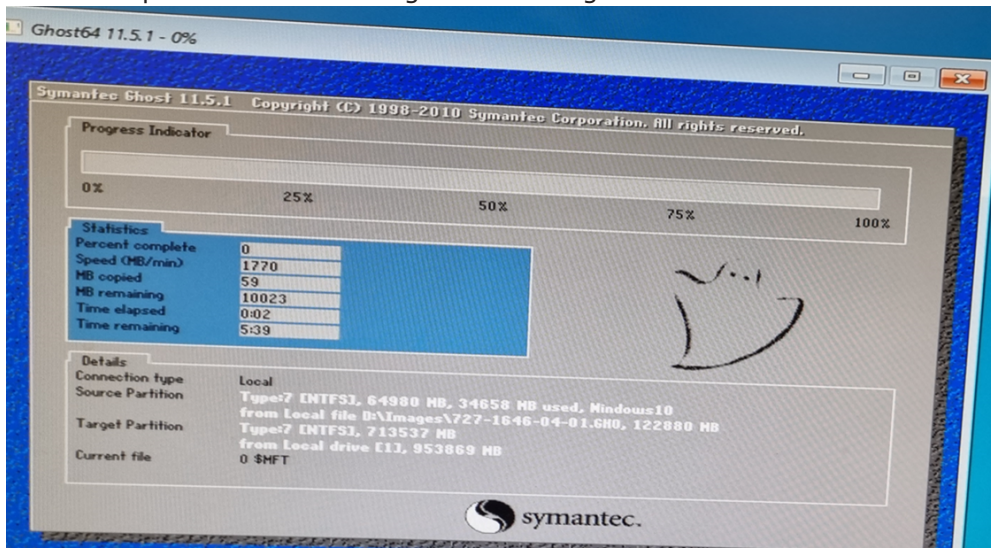 Ghost64 11.5.1 - 0%
Symantec Ghost 11.5.1 Copyright (C) 1998-2010 Symantec Corporation. All rights reserved.
Progress Indicator
0% 25% 50% 75% 100%
Statistics
Percent complete 0
Speed (MB/min) 1770
MB copied 59
MB remaining 10023
Time elapsed 0:02
Time remaining 5:39
Details
Connection type Local
Source Partition Type:7 [NTFS], 64980 MB, 34658 MB used, Windows10
from Local file D:\Images\727-1646-04-01.GHO, 122880 MB
Target Partition Type:7 [NTFS], 713537 MB
from Local drive [1], 953869 MB
Current file 0 $MFT
symantec.